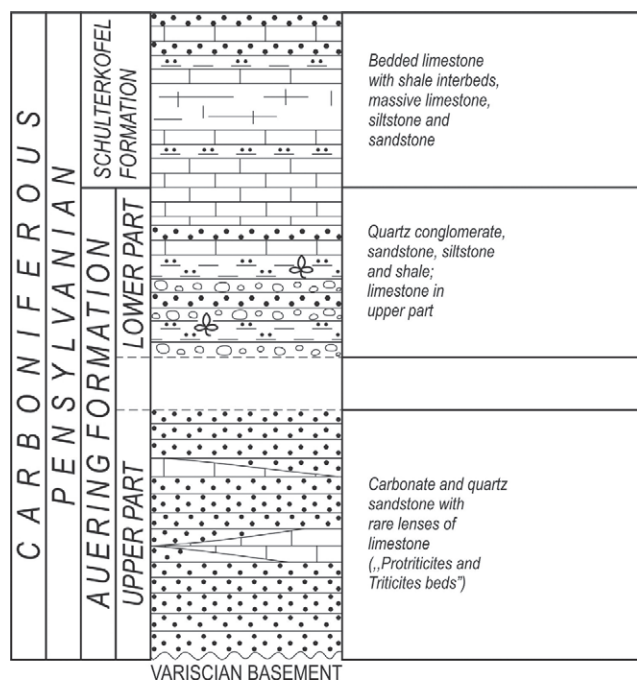 CARBONIFEROUS
PENSYLVANIAN
SCHULTERKOFEL
FORMATION
Bedded limestone
with shale interbeds,
massive limestone,
siltstone and
sandstone
AUERING FORMATION
LOWER PART
Quartz conglomerate,
sandstone, siltstone
and shale;
limestone in
upper part
UPPER PART
Carbonate and quartz
sandstone with
rare lenses of
limestone
(,,Protriticites and
Triticites beds")
VARISCIAN BASEMENT